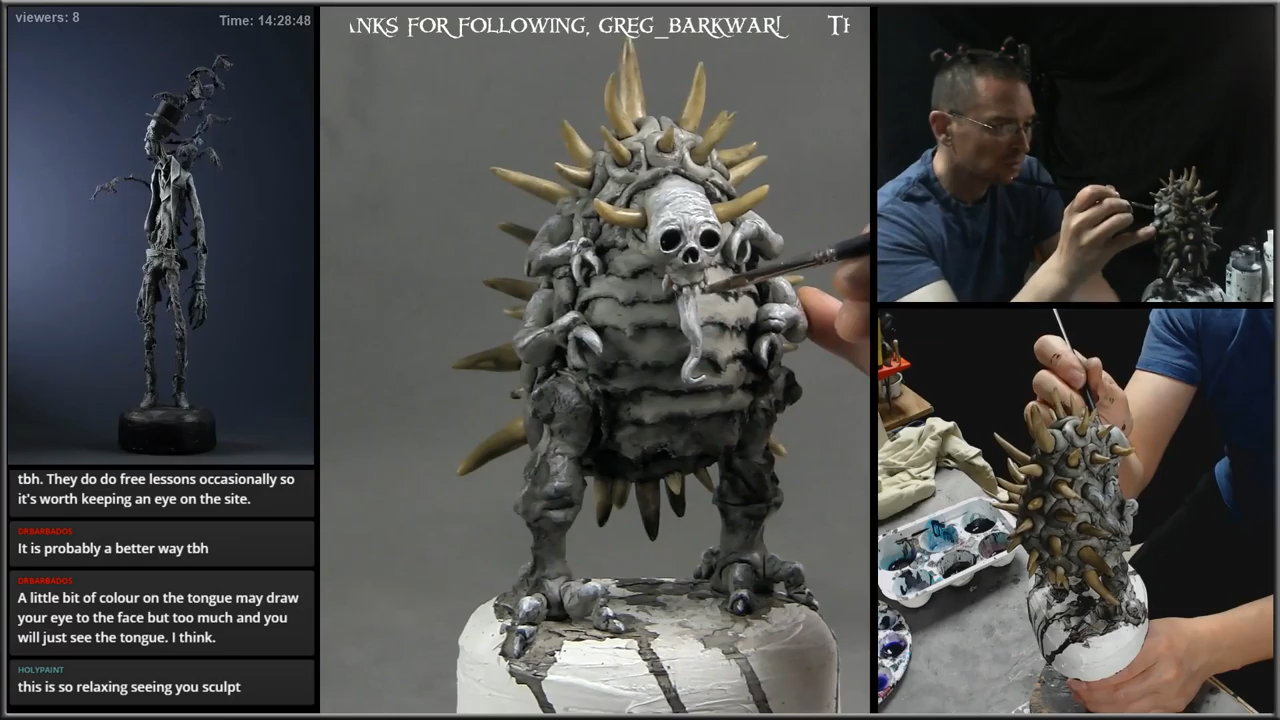 viewers: 8
Time: 14:28:48
ANKS FOR FOLLOWING, GREG_BARKWAR
tbh. They do do free lessons occasionally so
it's worth keeping an eye on the site.
DRBARBADOS
It is probably a better way tbh
DRBARBADOS
A little bit of colour on the tongue may draw
your eye to the face but too much and you
will just see the tongue. I think.
HOLYPAINT
this is so relaxing seeing you sculpt